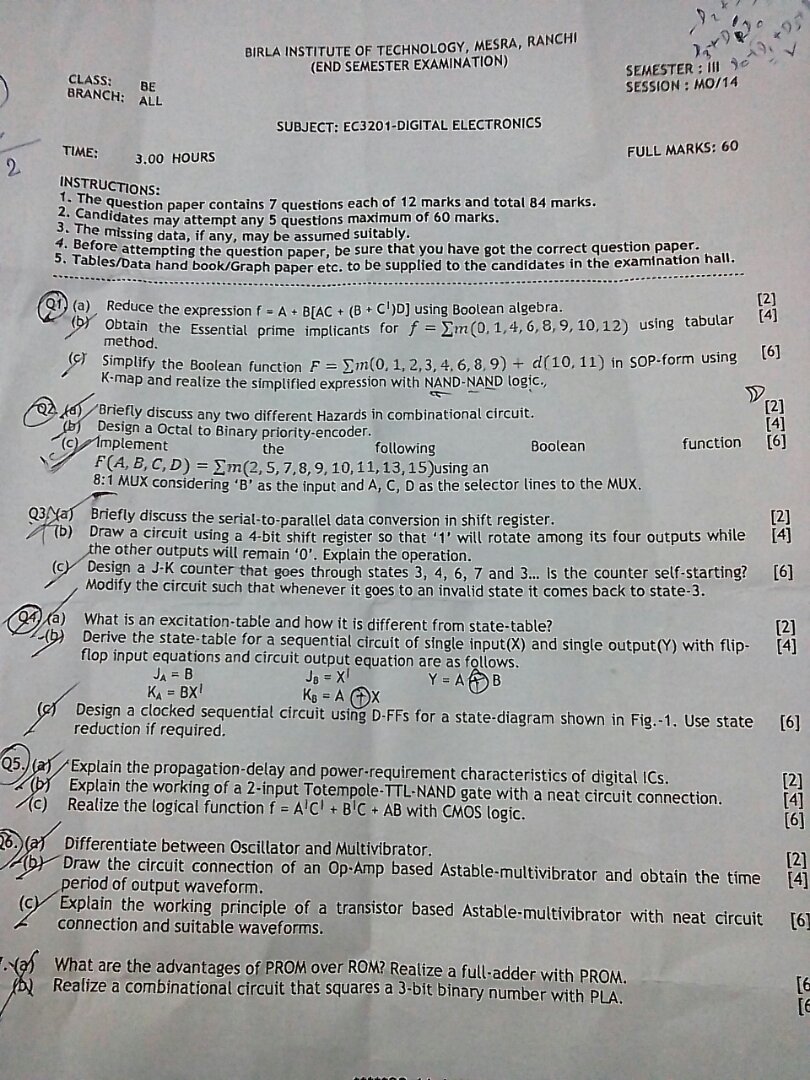 BIRLA INSTITUTE OF TECHNOLOGY, MESRA, RANCHI
(END SEMESTER EXAMINATION)
CLASS: BE
BRANCH: ALL
SEMESTER : III
SESSION : MO/14
SUBJECT: EC3201-DIGITAL ELECTRONICS
TIME: 3.00 HOURS
FULL MARKS: 60
2
INSTRUCTIONS:
1. The question paper contains 7 questions each of 12 marks and total 84 marks.
2. Candidates may attempt any 5 questions maximum of 60 marks.
3. The missing data, if any, may be assumed suitably.
4. Before attempting the question paper, be sure that you have got the correct question paper.
5. Tables/Data hand book/Graph paper etc. to be supplied to the candidates in the examination hall.
Q1 (a) Reduce the expression f = A + B[AC + (B + C')D] using Boolean algebra. [2]
(b) Obtain the Essential prime implicants for f = ∑m(0, 1, 4, 6, 8, 9, 10, 12) using tabular [4]
method.
(c) Simplify the Boolean function F = ∑m(0, 1, 2, 3, 4, 6, 8, 9) + d(10, 11) in SOP-form using [6]
K-map and realize the simplified expression with NAND-NAND logic.,
Q2 (a) Briefly discuss any two different Hazards in combinational circuit. [2]
(b) Design a Octal to Binary priority-encoder. [4]
(c) Implement the following Boolean function [6]
F(A, B, C, D) = ∑m(2, 5, 7, 8, 9, 10, 11, 13, 15)using an
8:1 MUX considering 'B' as the input and A, C, D as the selector lines to the MUX.
Q3 (a) Briefly discuss the serial-to-parallel data conversion in shift register. [2]
(b) Draw a circuit using a 4-bit shift register so that '1' will rotate among its four outputs while [4]
the other outputs will remain '0'. Explain the operation.
(c) Design a J-K counter that goes through states 3, 4, 6, 7 and 3... Is the counter self-starting? [6]
Modify the circuit such that whenever it goes to an invalid state it comes back to state-3.
Q4 (a) What is an excitation-table and how it is different from state-table? [2]
(b) Derive the state-table for a sequential circuit of single input(X) and single output(Y) with flip- [4]
flop input equations and circuit output equation are as follows.
JA = B JB = X' Y = A ⊕ B
KA = BX' KB = A ⊕ X
(c) Design a clocked sequential circuit using D-FFs for a state-diagram shown in Fig.-1. Use state [6]
reduction if required.
Q5. (a) Explain the propagation-delay and power-requirement characteristics of digital ICs. [2]
(b) Explain the working of a 2-input Totempole-TTL-NAND gate with a neat circuit connection. [4]
(c) Realize the logical function f = A'C' + B'C + AB with CMOS logic. [6]
6.) (a) Differentiate between Oscillator and Multivibrator. [2]
(b) Draw the circuit connection of an Op-Amp based Astable-multivibrator and obtain the time [4]
period of output waveform.
(c) Explain the working principle of a transistor based Astable-multivibrator with neat circuit [6]
connection and suitable waveforms.
(a) What are the advantages of PROM over ROM? Realize a full-adder with PROM. [6
(b) Realize a combinational circuit that squares a 3-bit binary number with PLA. [6